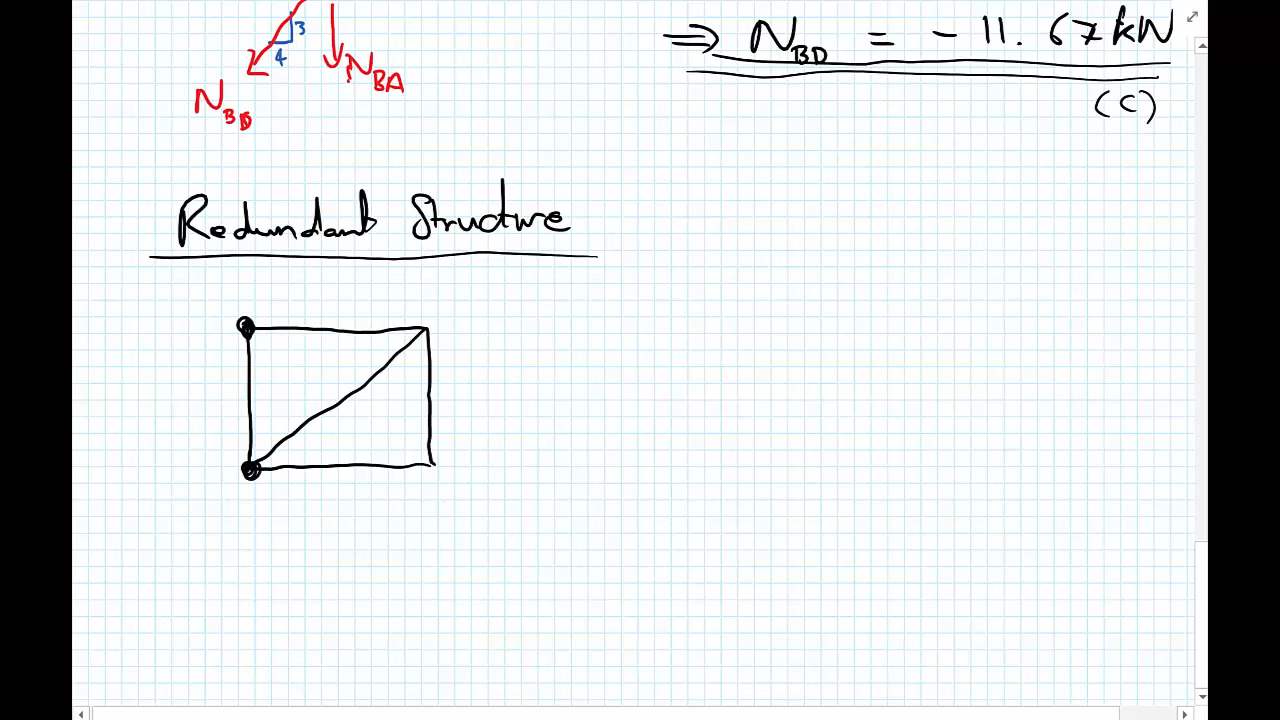 3
4
N_BA
N_BD
⇒ N_BD = - 11.67 kN
(C)
Redundant Structure